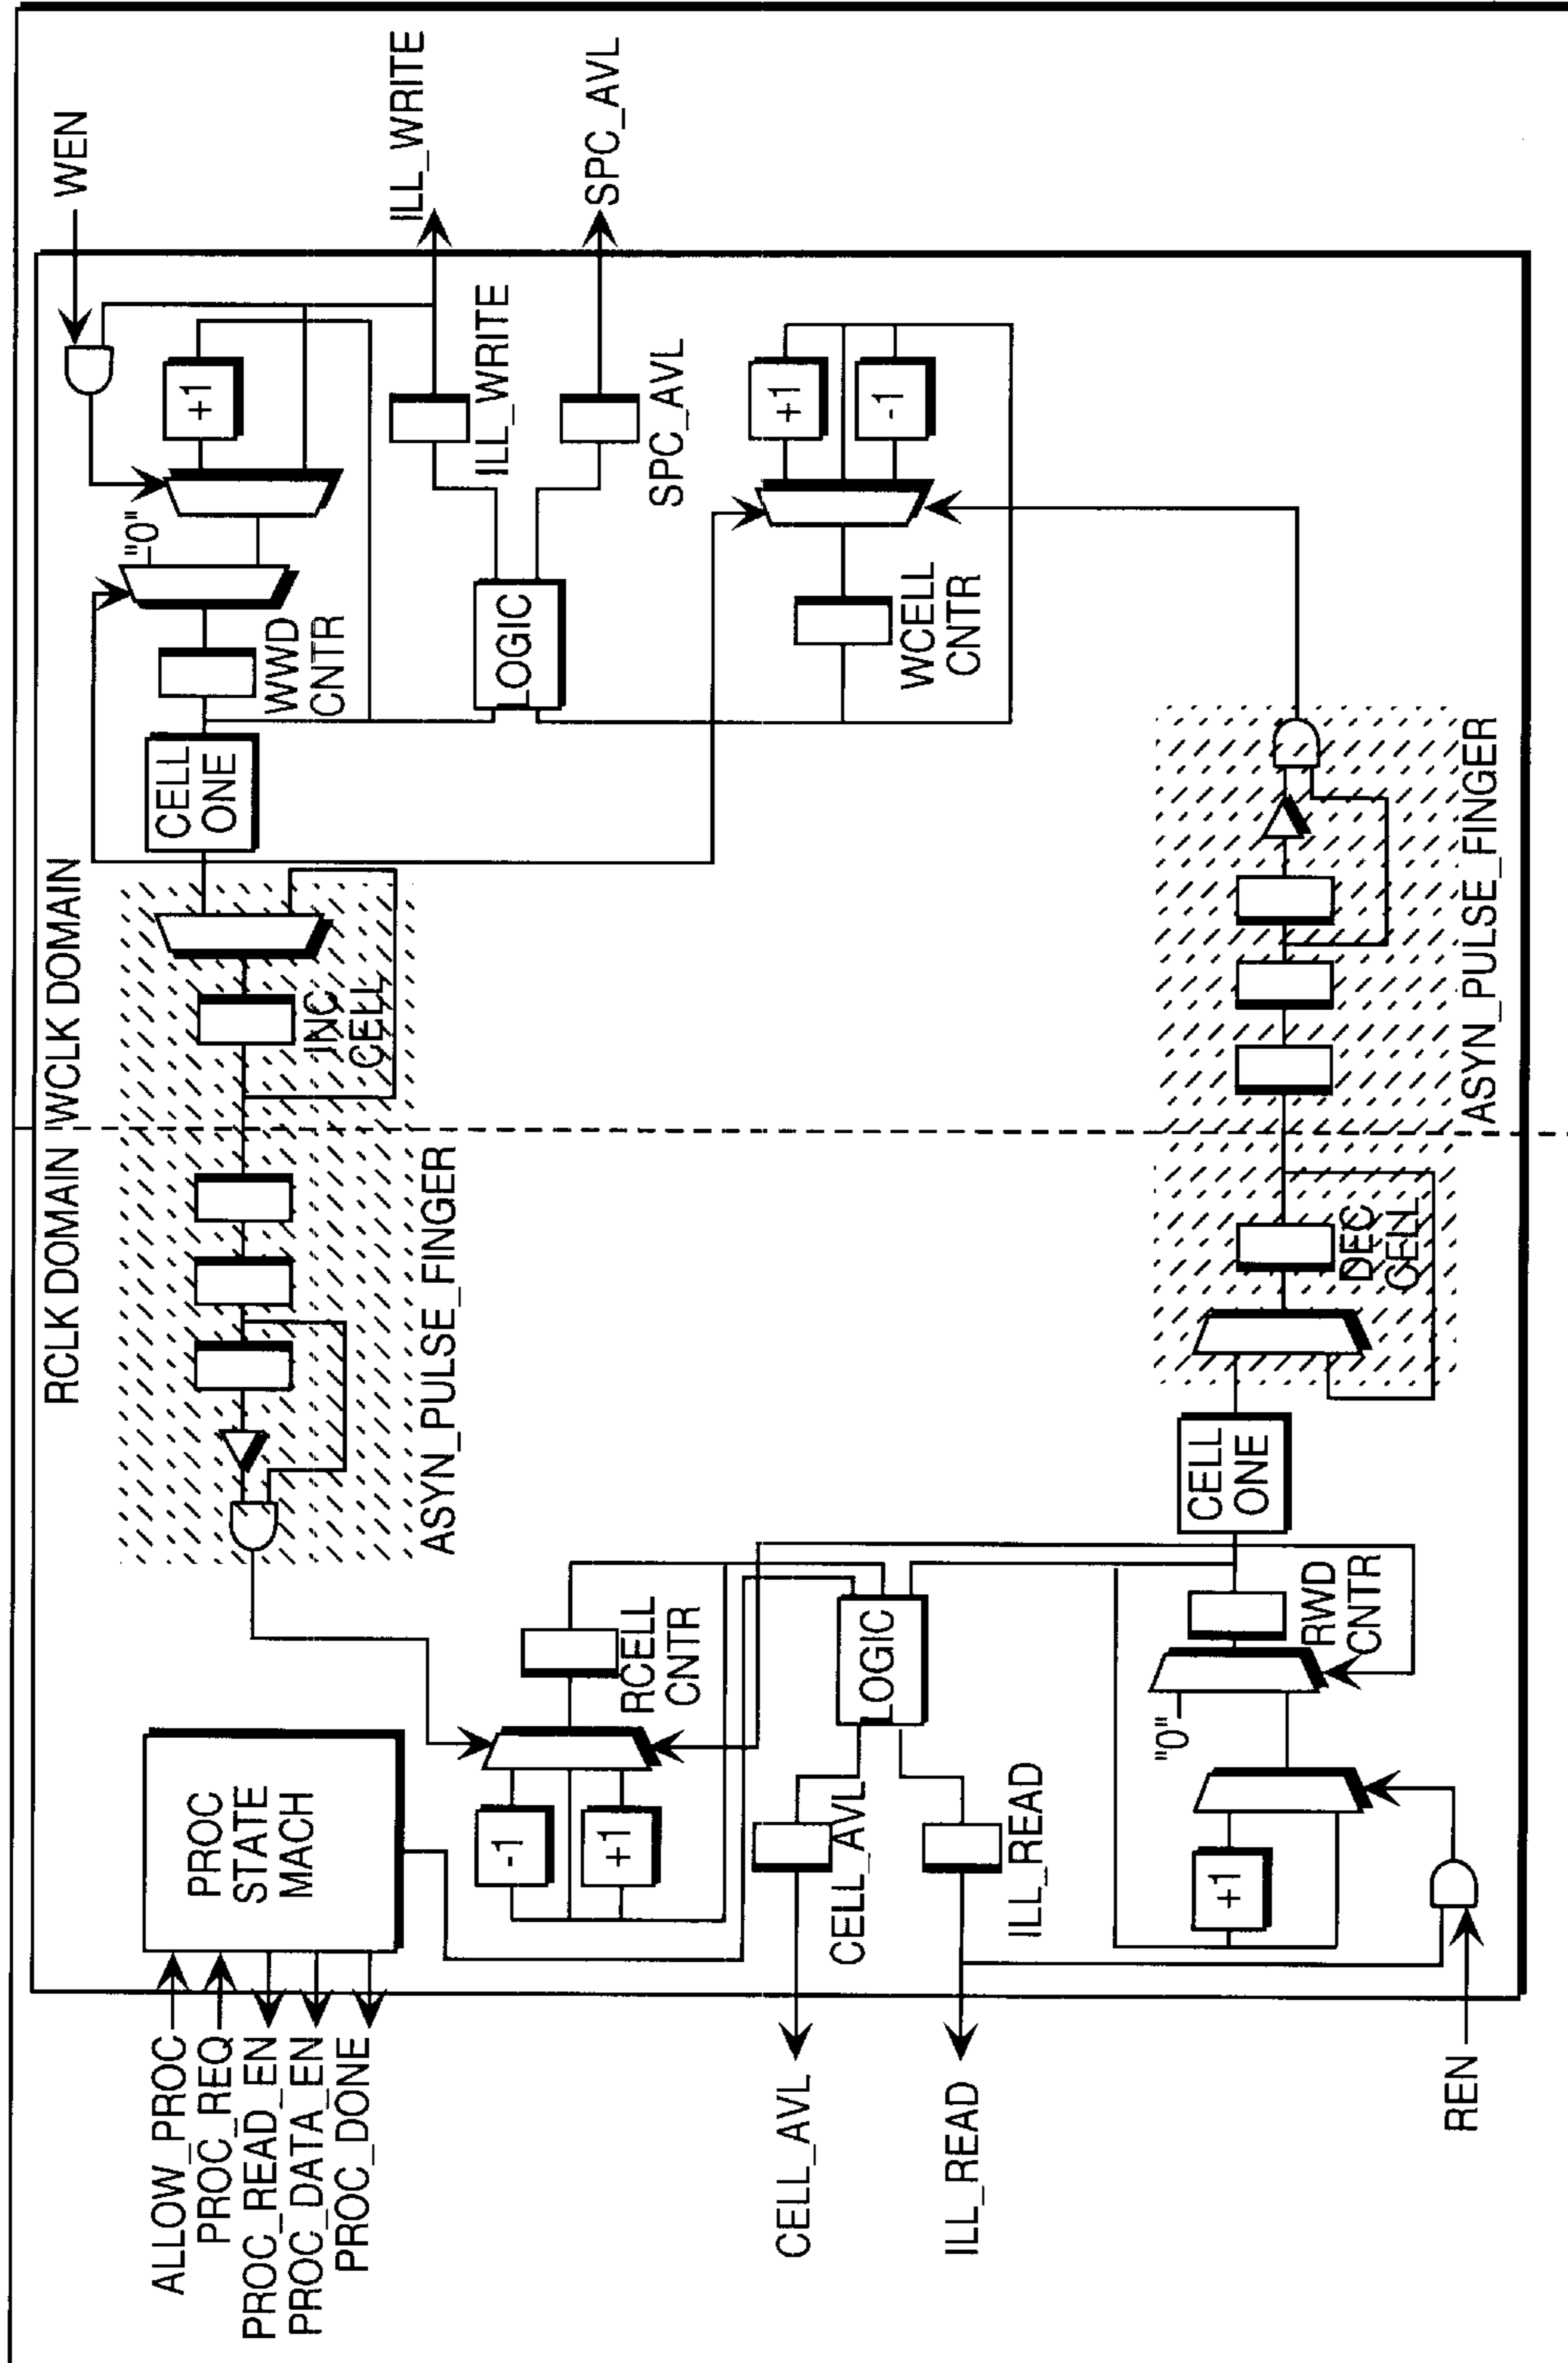 ALLOW_PROC
PROC_REQ
PROC_READ_EN
PROC_DATA_EN
PROC_DONE
PROC
STATE
MACH
RCLK DOMAIN
WCLK DOMAIN
ASYN_PULSE_FINGER
INC
CELL
CELL
ONE
WWD
CNTR
"0"
+1
WEN
-1
+1
RCELL
CNTR
LOGIC
ILL_WRITE
ILL_WRITE
SPC_AVL
SPC_AVL
CELL_AVL
CELL_AVL
LOGIC
ILL_READ
ILL_READ
WCELL
CNTR
+1
-1
REN
+1
"0"
RWD
CNTR
CELL
ONE
DEC
CELL
ASYN_PULSE_FINGER